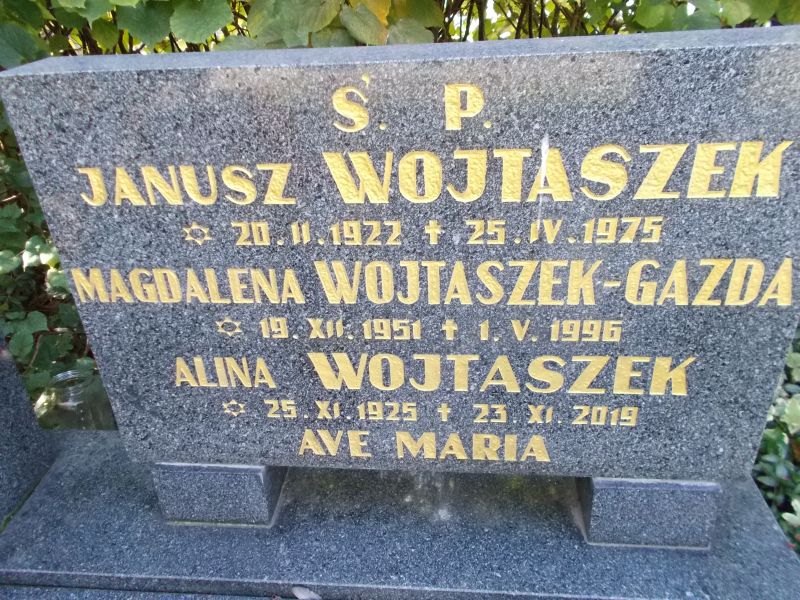 Ś. P.
JANUSZ WOJTASZEK
✡ 20.II.1922 ✝ 25.IV.1975
MAGDALENA WOJTASZEK-GAZDA
✡ 19.XII.1951 ✝ 1.V.1996
ALINA WOJTASZEK
✡ 25.XI.1925 ✝ 23 XI.2019
AVE MARIA